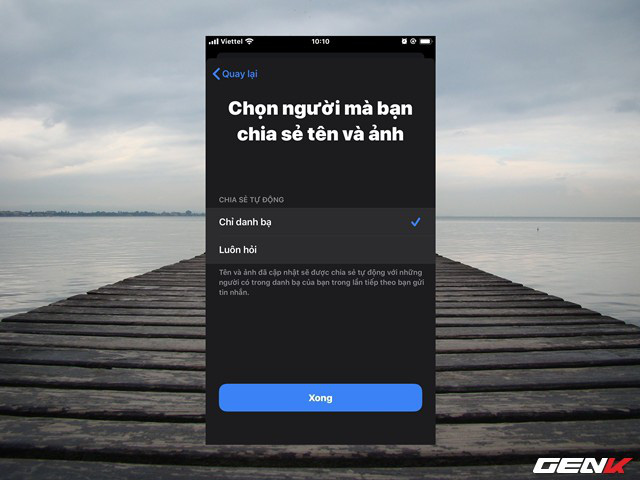 Viettel
10:10
Quay lại
Chọn người mà bạn
chia sẻ tên và ảnh
CHIA SẺ TỰ ĐỘNG
Chỉ danh bạ
Luôn hỏi
Tên và ảnh đã cập nhật sẽ được chia sẻ tự động với những
người có trong danh bạ của bạn trong lần tiếp theo bạn gửi
tin nhắn.
Xong
GENK